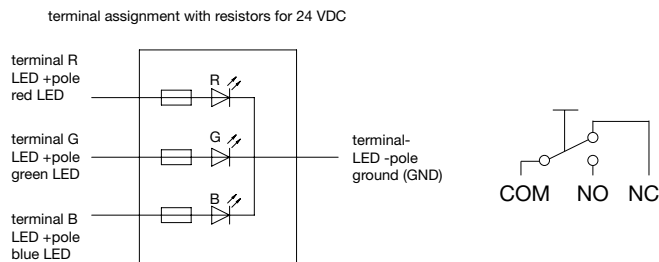 terminal assignment with resistors for 24 VDC
terminal R
LED +pole
red LED
R
terminal G
LED +pole
green LED
G
terminal-
LED -pole
ground (GND)
terminal B
LED +pole
blue LED
B
COM NO NC